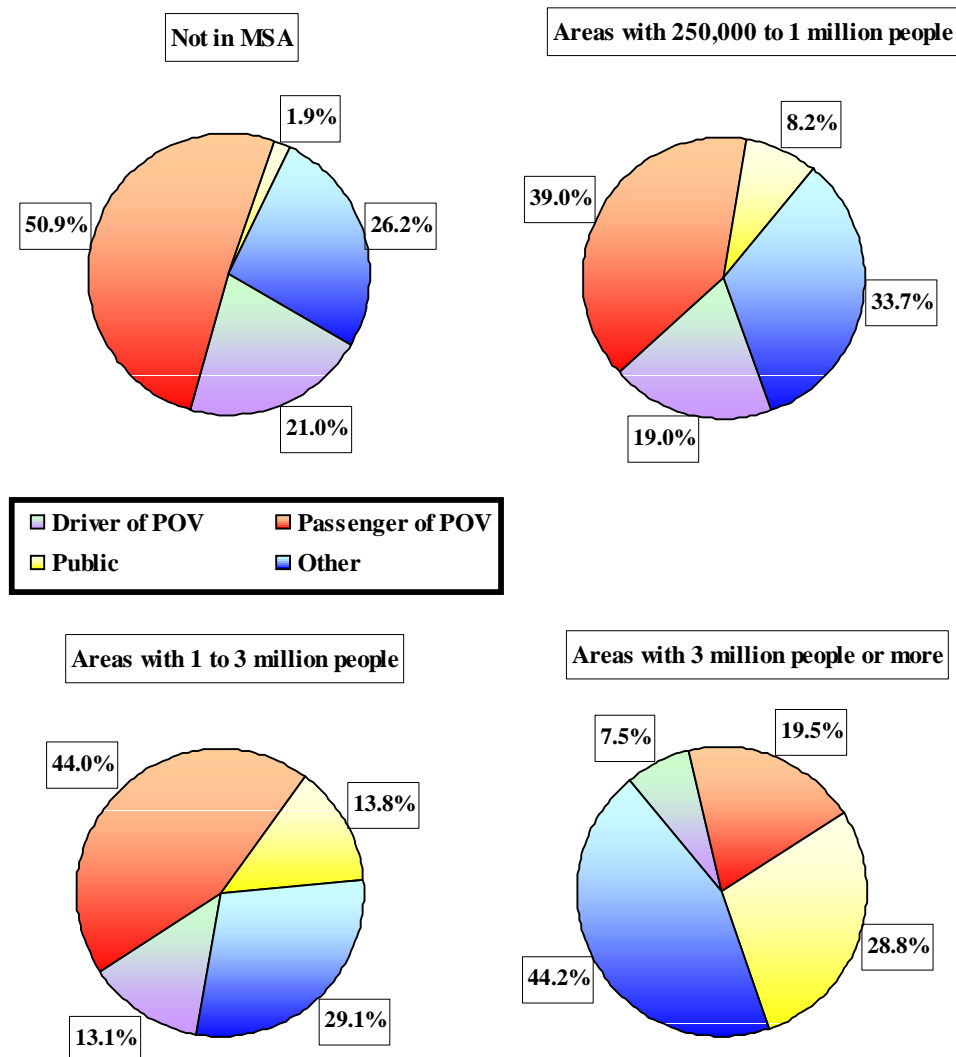 Not in MSA
1.9%
50.9%
26.2%
21.0%
Areas with 250,000 to 1 million people
8.2%
39.0%
33.7%
19.0%
Driver of POV
Passenger of POV
Public
Other
Areas with 1 to 3 million people
44.0%
13.8%
29.1%
13.1%
Areas with 3 million people or more
7.5%
19.5%
28.8%
44.2%